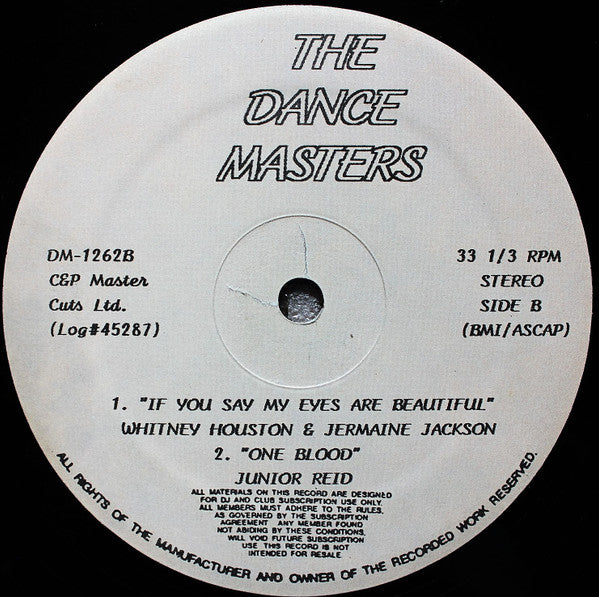 THE
DANCE
MASTERS
DM-1262B
C&P Master
Cuts Ltd.
(Log#45287)
33 1/3 RPM
STEREO
SIDE B
(BMI/ASCAP)
1. "IF YOU SAY MY EYES ARE BEAUTIFUL"
WHITNEY HOUSTON & JERMAINE JACKSON
2. "ONE BLOOD"
JUNIOR REID
ALL MATERIALS ON THIS RECORD ARE DESIGNED
FOR DJ AND CLUB SUBSCRIPTION USE ONLY.
ALL MEMBERS MUST ADHERE TO THE RULES.
AS GOVERNED BY THE SUBSCRIPTION
AGREEMENT ANY MEMBER FOUND
NOT ABIDING BY THESE CONDITIONS.
WILL VOID FUTURE SUBSCRIPTION
USE THIS RECORD IS NOT
INTENDED FOR RESALE
ALL RIGHTS OF THE MANUFACTURER AND OWNER OF THE RECORDED WORK RESERVED.